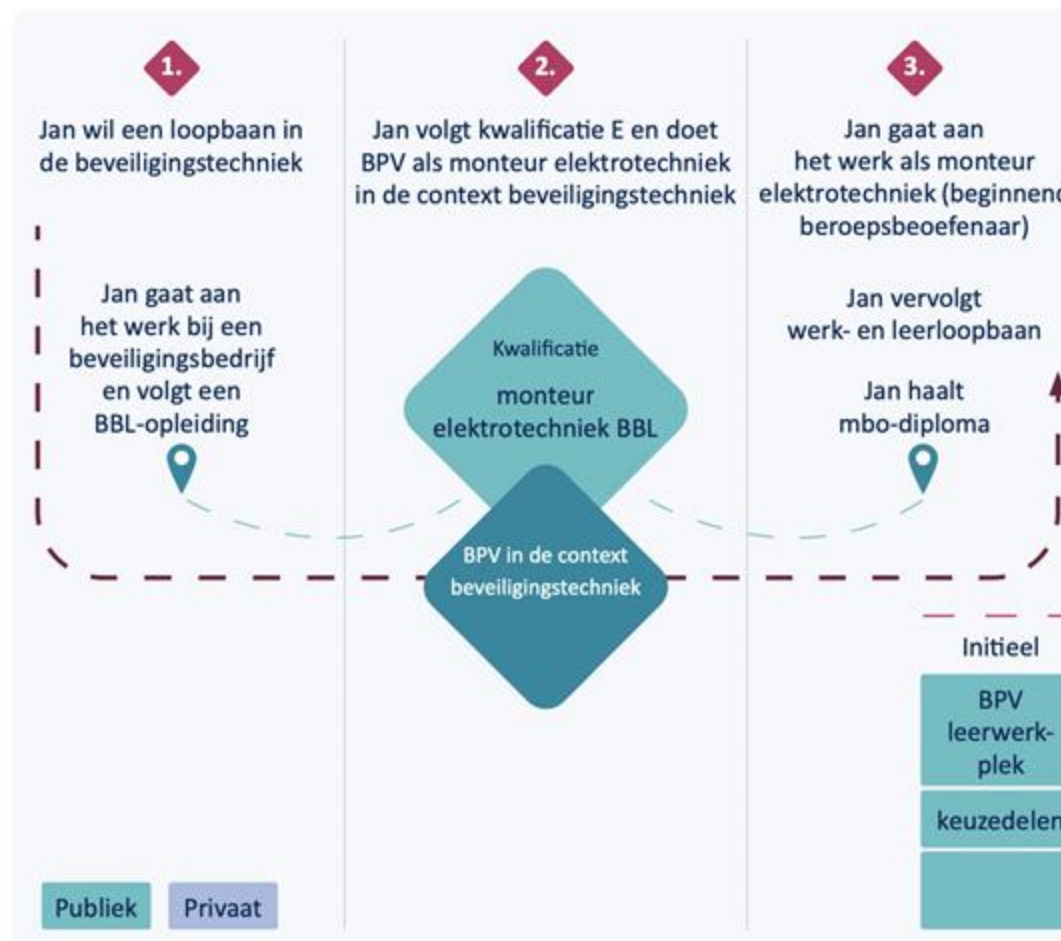 1.
Jan wil een loopbaan in
de beveiligingstechniek
Jan gaat aan
het werk bij een
beveiligingsbedrijf
en volgt een
BBL-opleiding
2.
Jan volgt kwalificatie E en doet
BPV als monteur elektrotechniek
in de context beveiligingstechniek
Kwalificatie
monteur
elektrotechniek BBL
BPV in de context
beveiligingstechniek
3.
Jan gaat aan
het werk als monteur
elektrotechniek (beginnend
beroepsbeoefenaar)
Jan vervolgt
werk- en leerloopbaan
Jan haalt
mbo-diploma
Initieel
BPV
leerwerk-
plek
keuzedelen
Publiek
Privaat